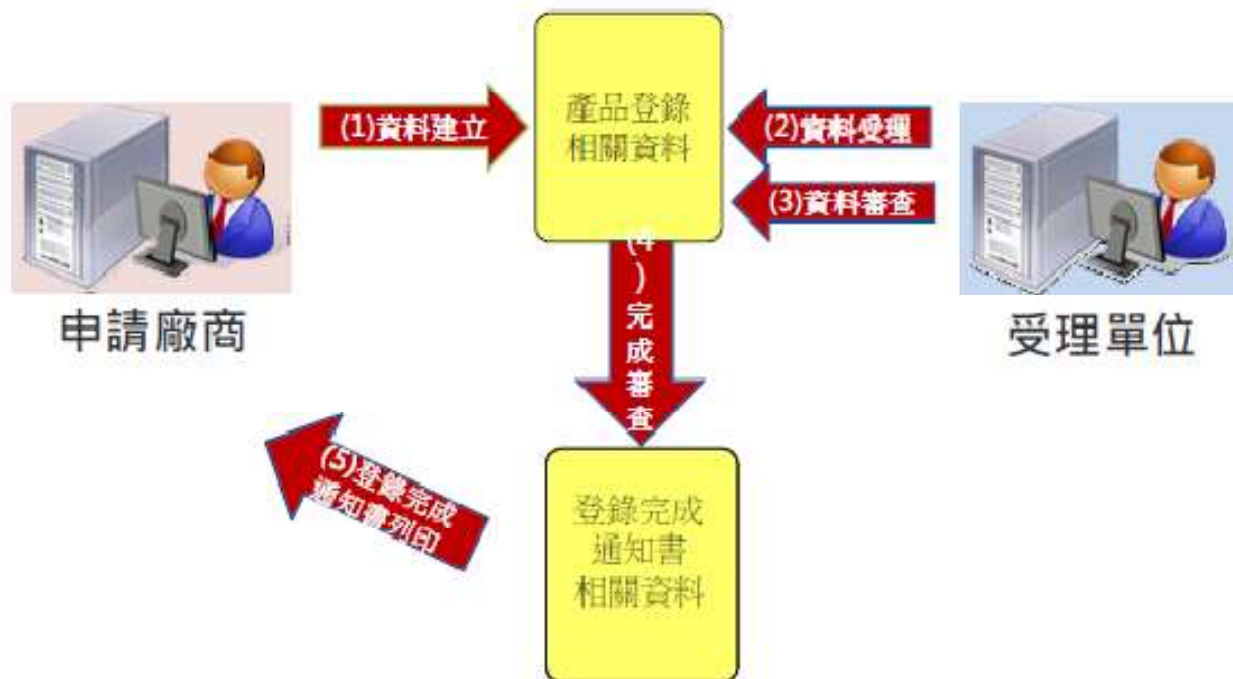 產品登錄
相關資料
(1)資料建立
(2)資料受理
(3)資料審查
申請廠商
受理單位
(4)完成審查
(5)登錄完成
通知書列印
登錄完成
通知書
相關資料